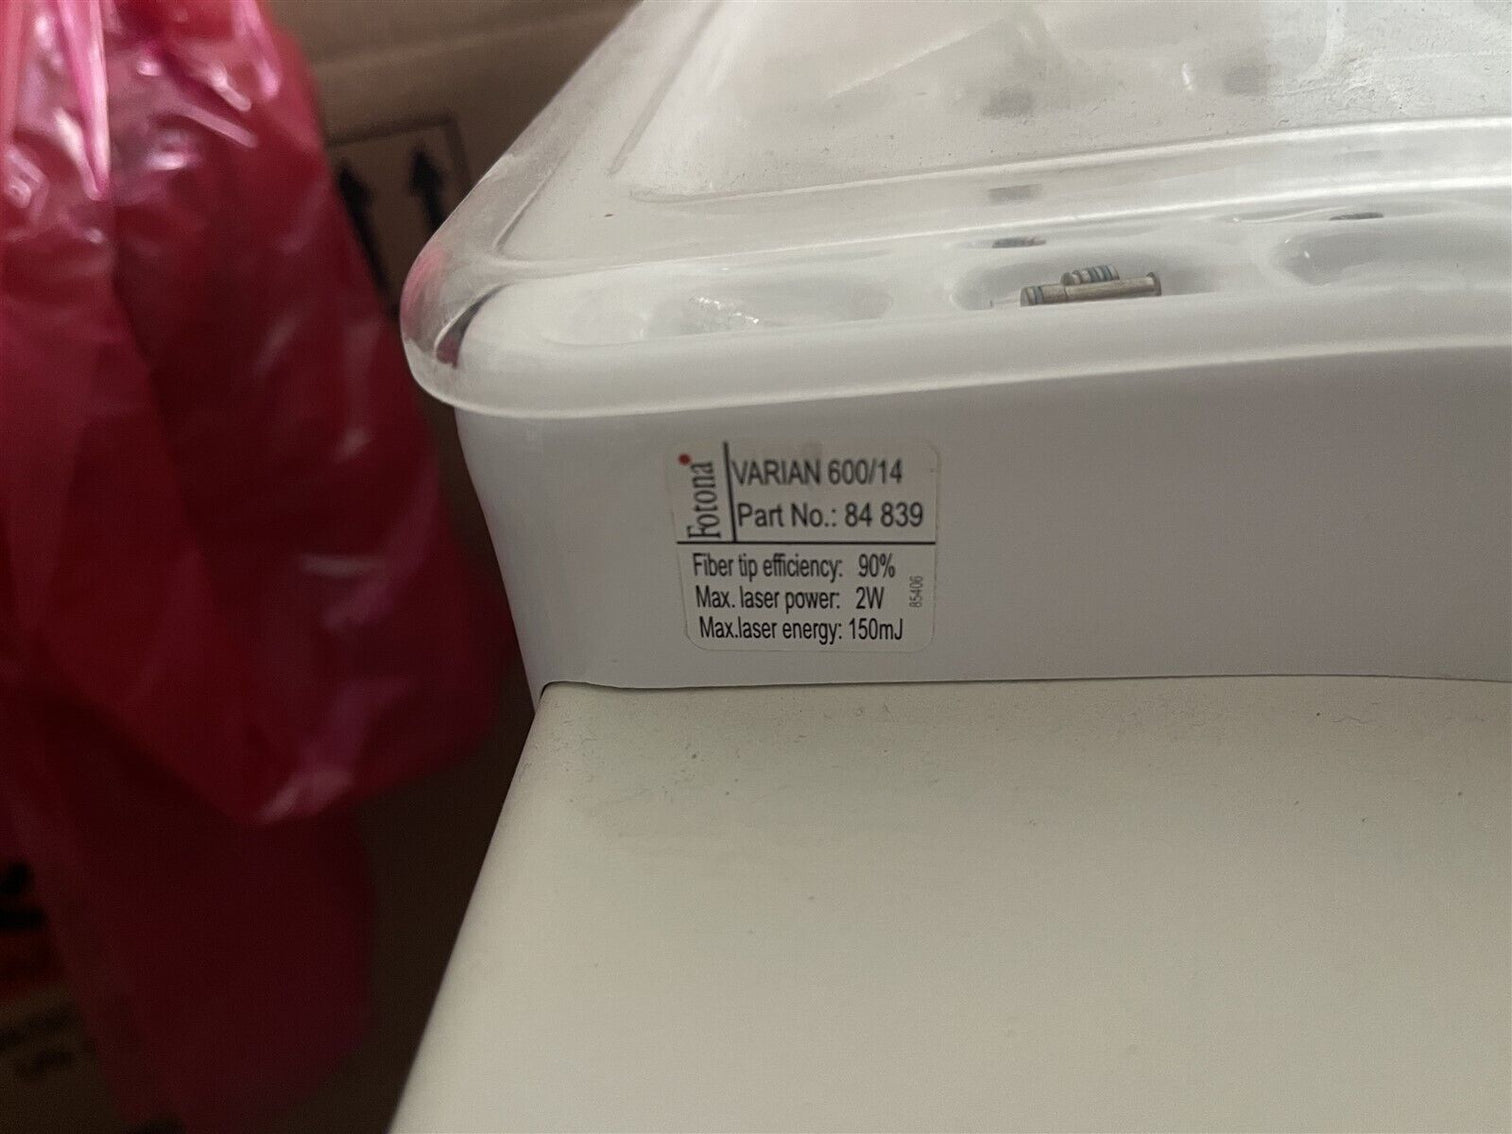 Fotona
VARIAN 600/14
Part No.: 84 839
Fiber tip efficiency: 90%
Max. laser power: 2W
Max.laser energy: 150mJ
85406